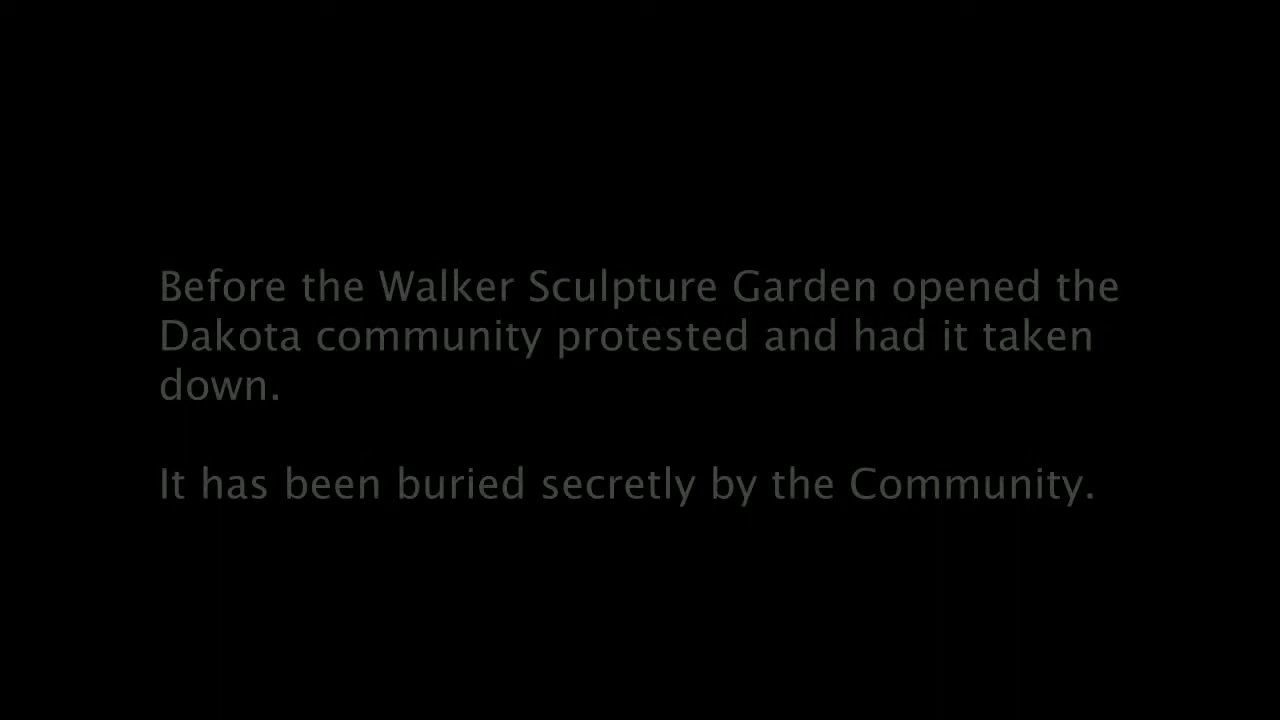 Before the Walker Sculpture Garden opened the
Dakota community protested and had it taken
down.
It has been buried secretly by the Community.